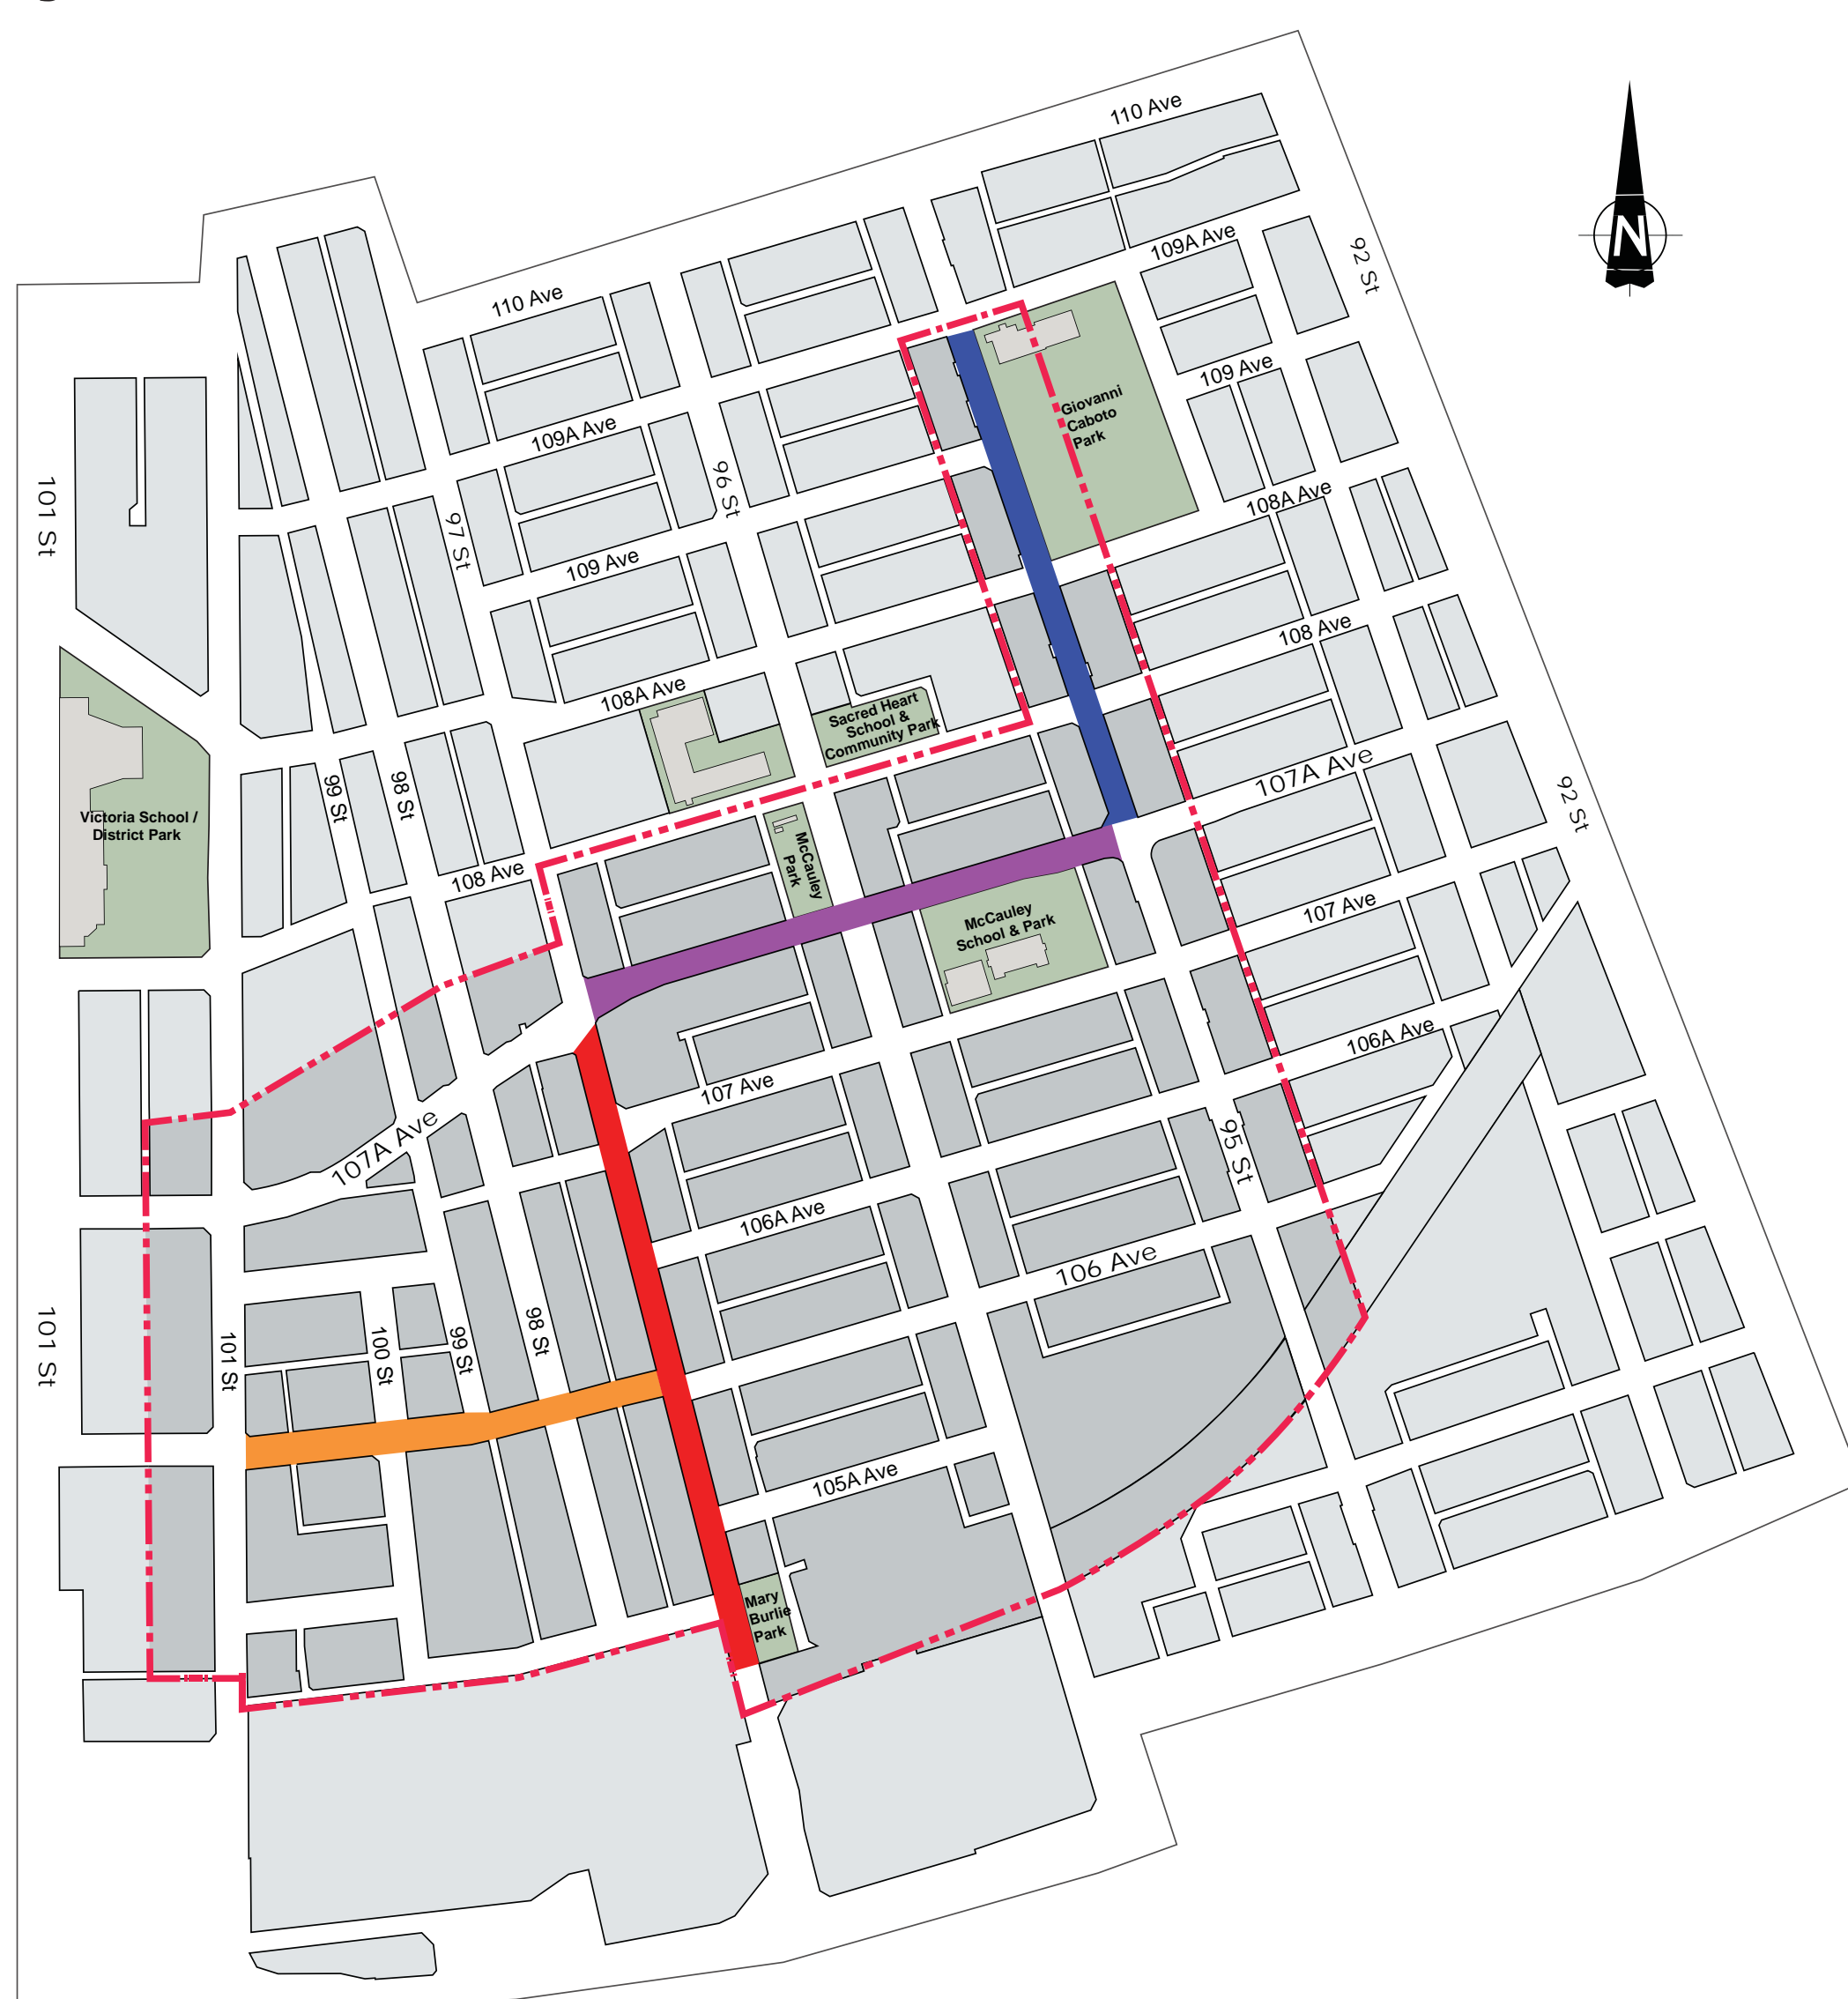 110 Ave
N
109A Ave
92 St
110 Ave
109 Ave
Giovanni
Caboto
Park
109A Ave
96 St
108A Ave
101 St
97 St
109 Ave
108 Ave
108A Ave
Sacred Heart
School &
Community Park
107A Ave
99 St
98 St
92 St
Victoria School /
District Park
McCauley
Park
108 Ave
107 Ave
McCauley
School & Park
106A Ave
107 Ave
107A Ave
95 St
106A Ave
106 Ave
101 St
101 St
100 St
99 St
98 St
105A Ave
Mary
Burlie
Park